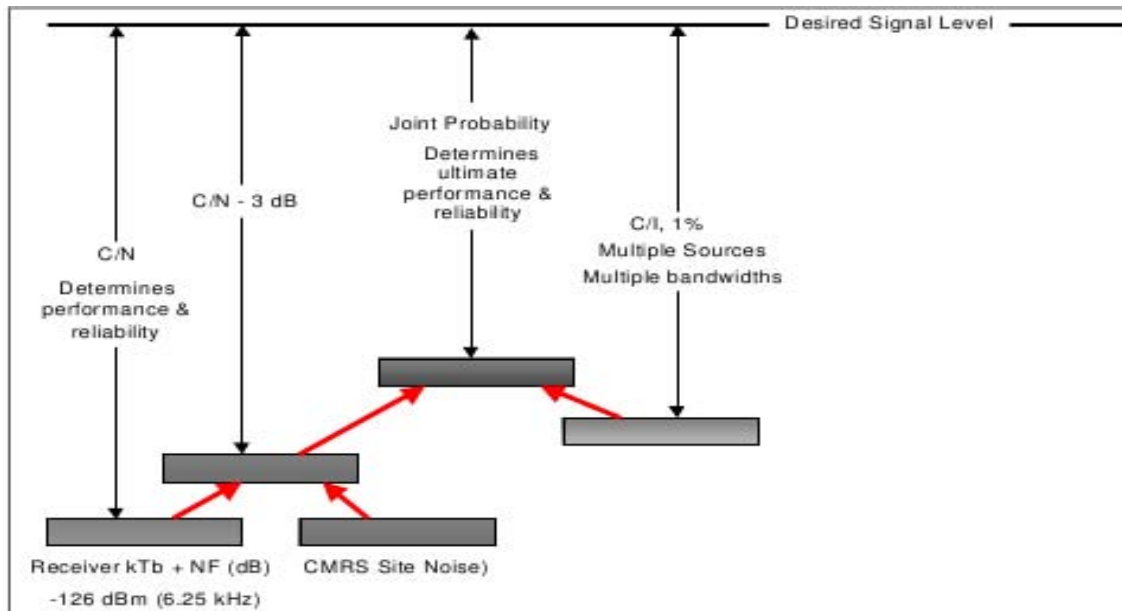 Desired Signal Level
Joint Probability
Determines
ultimate
performance &
reliability
C/N - 3 dB
C/I, 1%
Multiple Sources
Multiple bandwidths
C/N
Determines
performance &
reliability
Receiver kTb + NF (dB)
-126 dBm (6.25 kHz)
CMRS Site Noise)